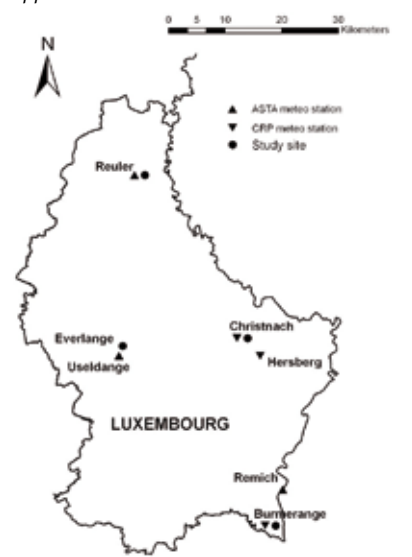 0 5 10 20 30
Kilometers
N
ASTA meteo station
CRP meteo station
Study site
Reuler
Christnach
Everlange
Hersberg
Useldange
LUXEMBOURG
Remich
Burmerange